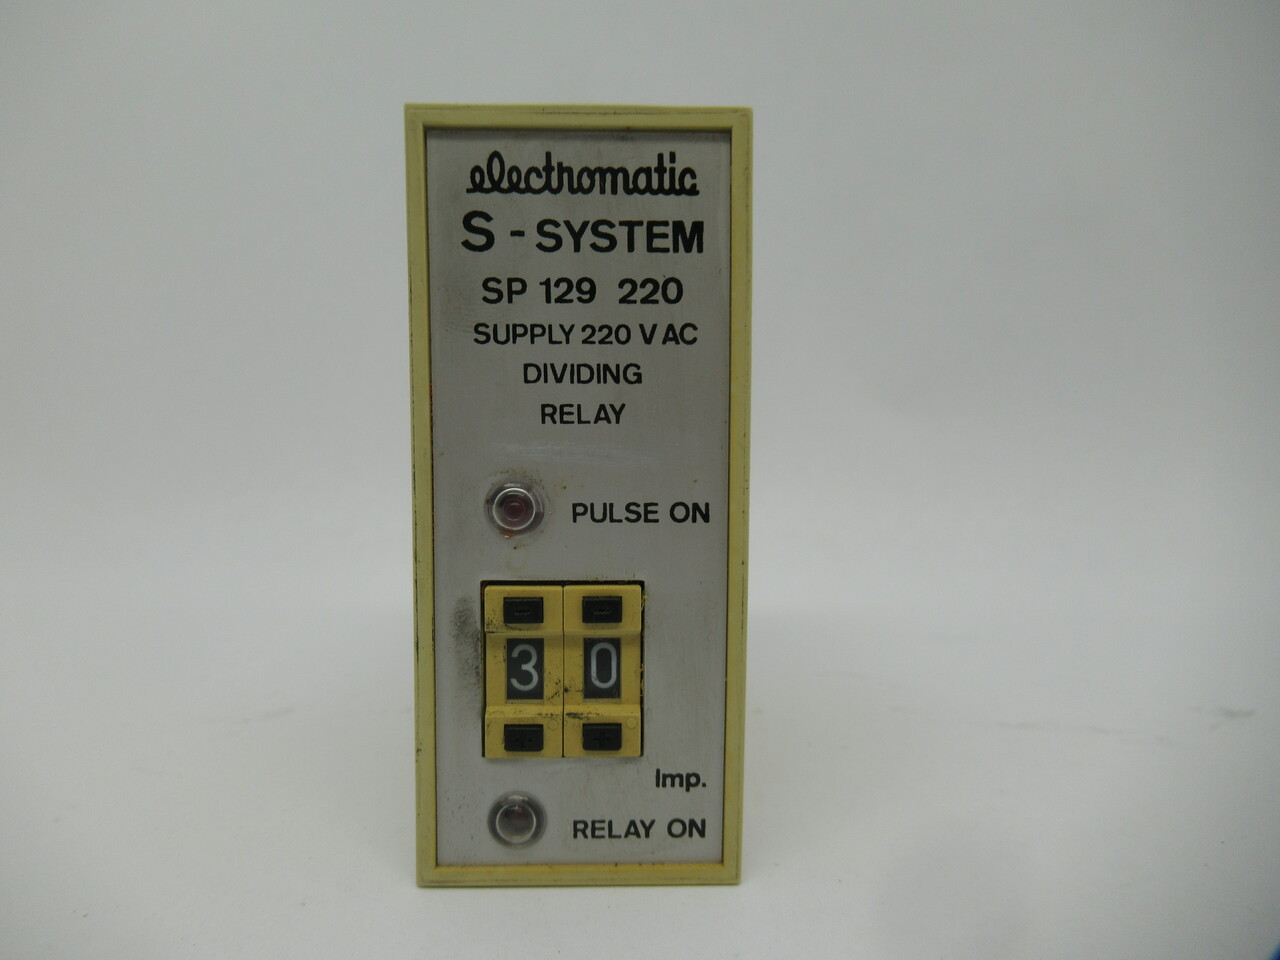 electromatic
S - SYSTEM
SP 129 220
SUPPLY 220 V AC
DIVIDING
RELAY
PULSE ON
- -
3 0
+ +
Imp.
RELAY ON